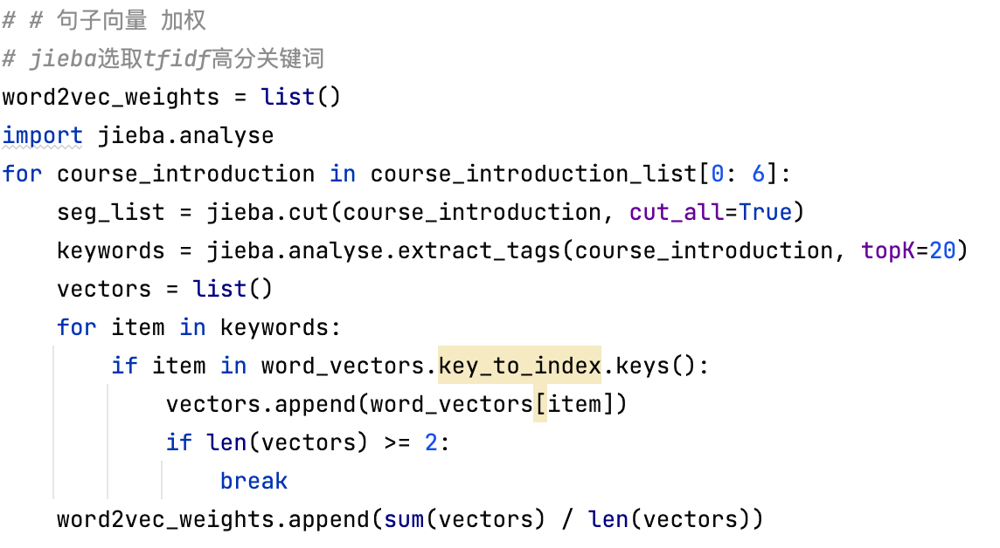 # # 句子向量 加权
# jieba选取tfidf高分关键词
word2vec_weights = list()
import jieba.analyse
for course_introduction in course_introduction_list[0: 6]:
    seg_list = jieba.cut(course_introduction, cut_all=True)
    keywords = jieba.analyse.extract_tags(course_introduction, topK=20)
    vectors = list()
    for item in keywords:
        if item in word_vectors.key_to_index.keys():
            vectors.append(word_vectors[item])
            if len(vectors) >= 2:
                break
    word2vec_weights.append(sum(vectors) / len(vectors))